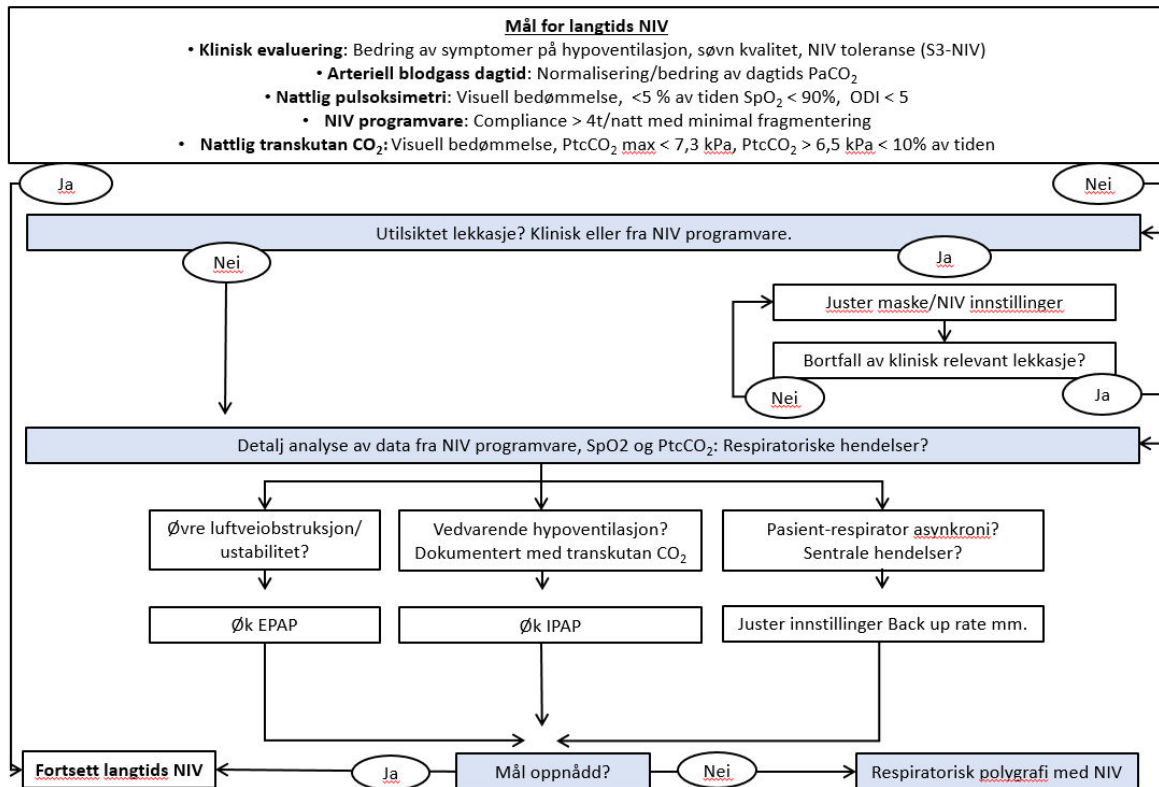 Mål for langtids NIV
• Klinisk evaluering: Bedring av symptomer på hypoventilasjon, søvn kvalitet, NIV toleranse (S3-NIV)
• Arteriell blodgass dagtid: Normalisering/bedring av dagtids PaCO₂
• Nattlig pulsoksimetri: Visuell bedømmelse, <5 % av tiden SpO₂ < 90%, ODI < 5
• NIV programvare: Compliance > 4t/natt med minimal fragmentering
• Nattlig transkutan CO₂: Visuell bedømmelse, PtcCO₂ max < 7,3 kPa, PtcCO₂ > 6,5 kPa < 10% av tiden
Ja
Nei
Utilsiktet lekkasje? Klinisk eller fra NIV programvare.
Nei
Ja
Juster maske/NIV innstillinger
Bortfall av klinisk relevant lekkasje?
Nei
Ja
Detalj analyse av data fra NIV programvare, SpO2 og PtcCO₂: Respiratoriske hendelser?
Øvre luftveiobstruksjon/
ustabilitet?
Vedvarende hypoventilasjon?
Dokumentert med transkutan CO₂
Pasient-respirator asynkroni?
Sentrale hendelser?
Øk EPAP
Øk IPAP
Juster innstillinger Back up rate mm.
Fortsett langtids NIV
Ja
Mål oppnådd?
Nei
Respiratorisk polygrafi med NIV